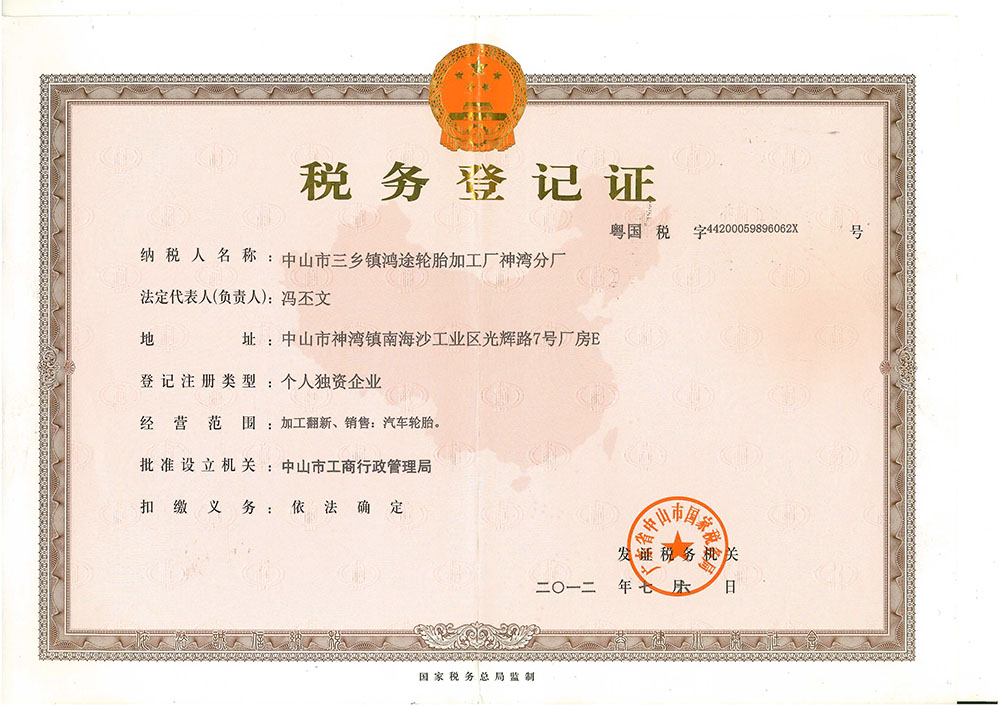 税务登记证
粤国 税 字44200059896062X 号
纳税人名称：中山市三乡镇鸿途轮胎加工厂神湾分厂
法定代表人(负责人)：冯丕文
地 址：中山市神湾镇南海沙工业区光辉路7号厂房E
登记注册类型：个人独资企业
经营范围：加工翻新、销售：汽车轮胎。
批准设立机关：中山市工商行政管理局
扣缴义务：依法确定
广东省中山市国家税务局
发证税务机关
二〇一二 年 七 月 六 日
国家税务总局监制